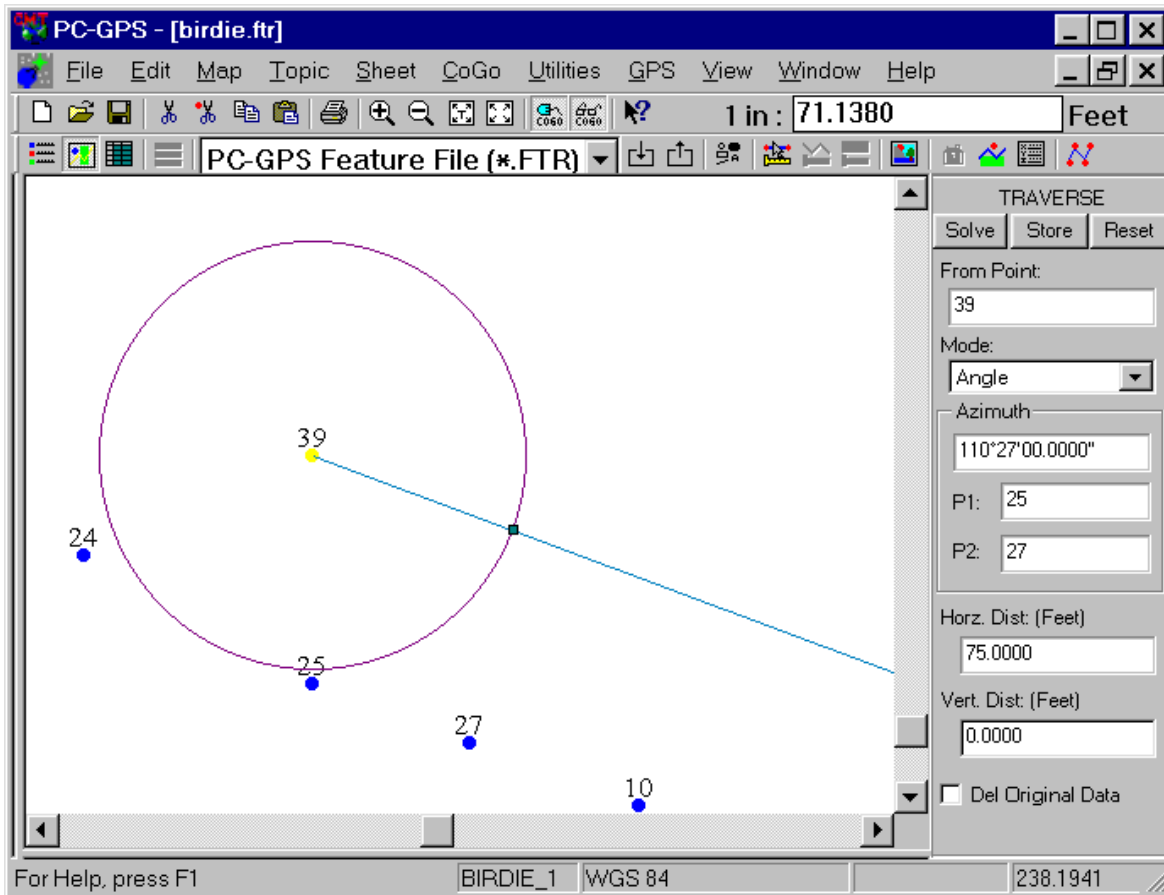 PC-GPS - [birdie.ftr]
File Edit Map Topic Sheet CoGo Utilities GPS View Window Help
COGO COGO 1 in : 71.1380 Feet
PC-GPS Feature File (*.FTR)
TRAVERSE
Solve Store Reset
From Point:
39
Mode:
Angle
Azimuth
110°27'00.0000"
P1: 25
P2: 27
Horz. Dist: (Feet)
75.0000
Vert. Dist: (Feet)
0.0000
Del Original Data
39
24
25
27
10
For Help, press F1 BIRDIE_1 WGS 84 238.1941